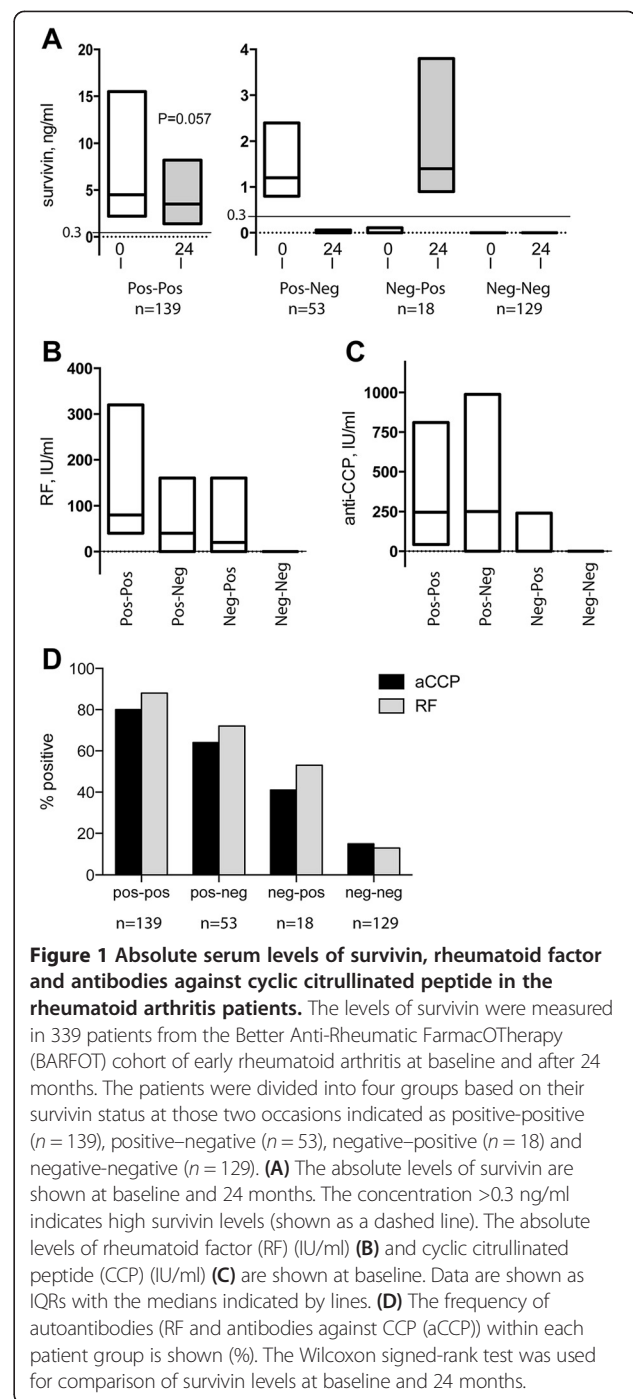 A
survivin, ng/ml
20
15
10
5
0.3
0
P=0.057
0 24
Pos-Pos
n=139
4
3
2
1
0.3
0
0 24 0 24 0 24
Pos-Neg Neg-Pos Neg-Neg
n=53 n=18 n=129
B
RF, IU/ml
400
300
200
100
0
Pos-Pos
Pos-Neg
Neg-Pos
Neg-Neg
C
anti-CCP, IU/ml
1000
750
500
250
0
Pos-Pos
Pos-Neg
Neg-Pos
Neg-Neg
D
% positive
100
80
60
40
20
0
aCCP
RF
pos-pos pos-neg neg-pos neg-neg
n=139 n=53 n=18 n=129
Figure 1 Absolute serum levels of survivin, rheumatoid factor
and antibodies against cyclic citrullinated peptide in the
rheumatoid arthritis patients. The levels of survivin were measured
in 339 patients from the Better Anti-Rheumatic FarmacOTherapy
(BARFOT) cohort of early rheumatoid arthritis at baseline and after 24
months. The patients were divided into four groups based on their
survivin status at those two occasions indicated as positive-positive
(n = 139), positive–negative (n = 53), negative–positive (n = 18) and
negative-negative (n = 129). (A) The absolute levels of survivin are
shown at baseline and 24 months. The concentration >0.3 ng/ml
indicates high survivin levels (shown as a dashed line). The absolute
levels of rheumatoid factor (RF) (IU/ml) (B) and cyclic citrullinated
peptide (CCP) (IU/ml) (C) are shown at baseline. Data are shown as
IQRs with the medians indicated by lines. (D) The frequency of
autoantibodies (RF and antibodies against CCP (aCCP)) within each
patient group is shown (%). The Wilcoxon signed-rank test was used
for comparison of survivin levels at baseline and 24 months.